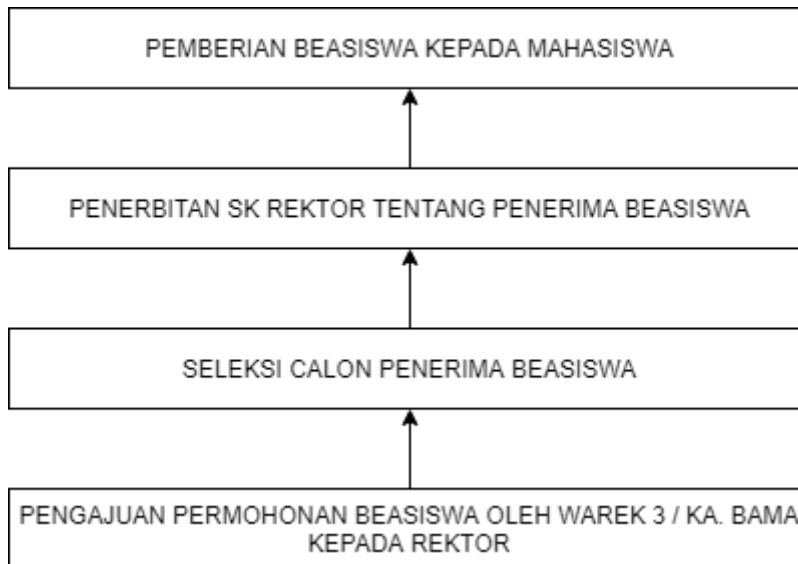 PEMBERIAN BEASISWA KEPADA MAHASISWA
PENERBITAN SK REKTOR TENTANG PENERIMA BEASISWA
SELEKSI CALON PENERIMA BEASISWA
PENGAJUAN PERMOHONAN BEASISWA OLEH WAREK 3 / KA. BAMA
KEPADA REKTOR